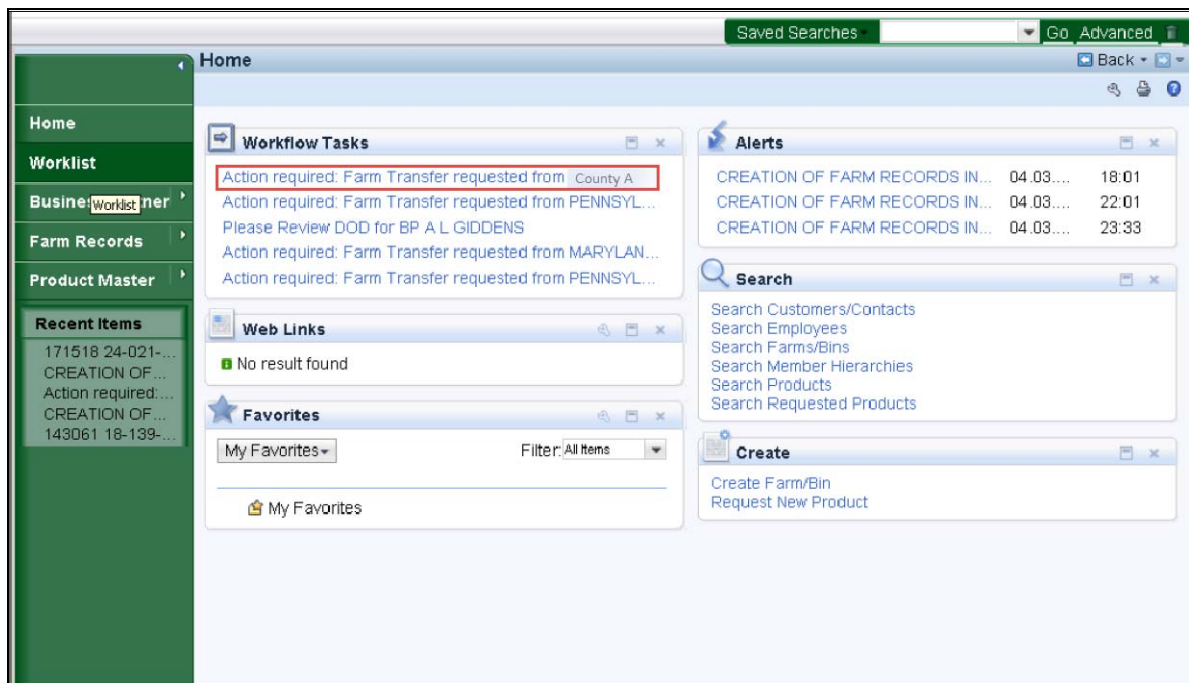 Saved Searches Go Advanced
Home
Back
Home
Worklist
Busine Worklist ner
Farm Records
Product Master
Recent Items
171518 24-021-...
CREATION OF...
Action required:...
CREATION OF...
143061 18-139-...
Workflow Tasks
Action required: Farm Transfer requested from County A
Action required: Farm Transfer requested from PENNSYL...
Please Review DOD for BP A L GIDDENS
Action required: Farm Transfer requested from MARYLAN...
Action required: Farm Transfer requested from PENNSYL...
Web Links
No result found
Favorites
My Favorites
Filter: All Items
My Favorites
Alerts
CREATION OF FARM RECORDS IN... 04.03.... 18:01
CREATION OF FARM RECORDS IN... 04.03.... 22:01
CREATION OF FARM RECORDS IN... 04.03.... 23:33
Search
Search Customers/Contacts
Search Employees
Search Farms/Bins
Search Member Hierarchies
Search Products
Search Requested Products
Create
Create Farm/Bin
Request New Product